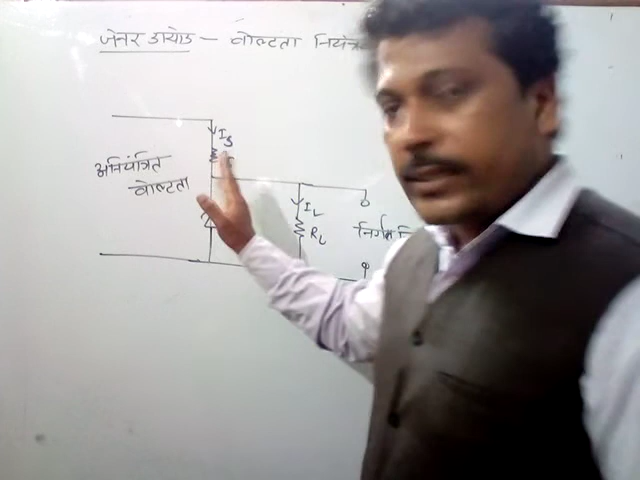 जेनर डायोड – वोल्टता नियंत्र
I_S
r
अनियंत्रित
वोल्टता
I_L
R_L
निर्गत